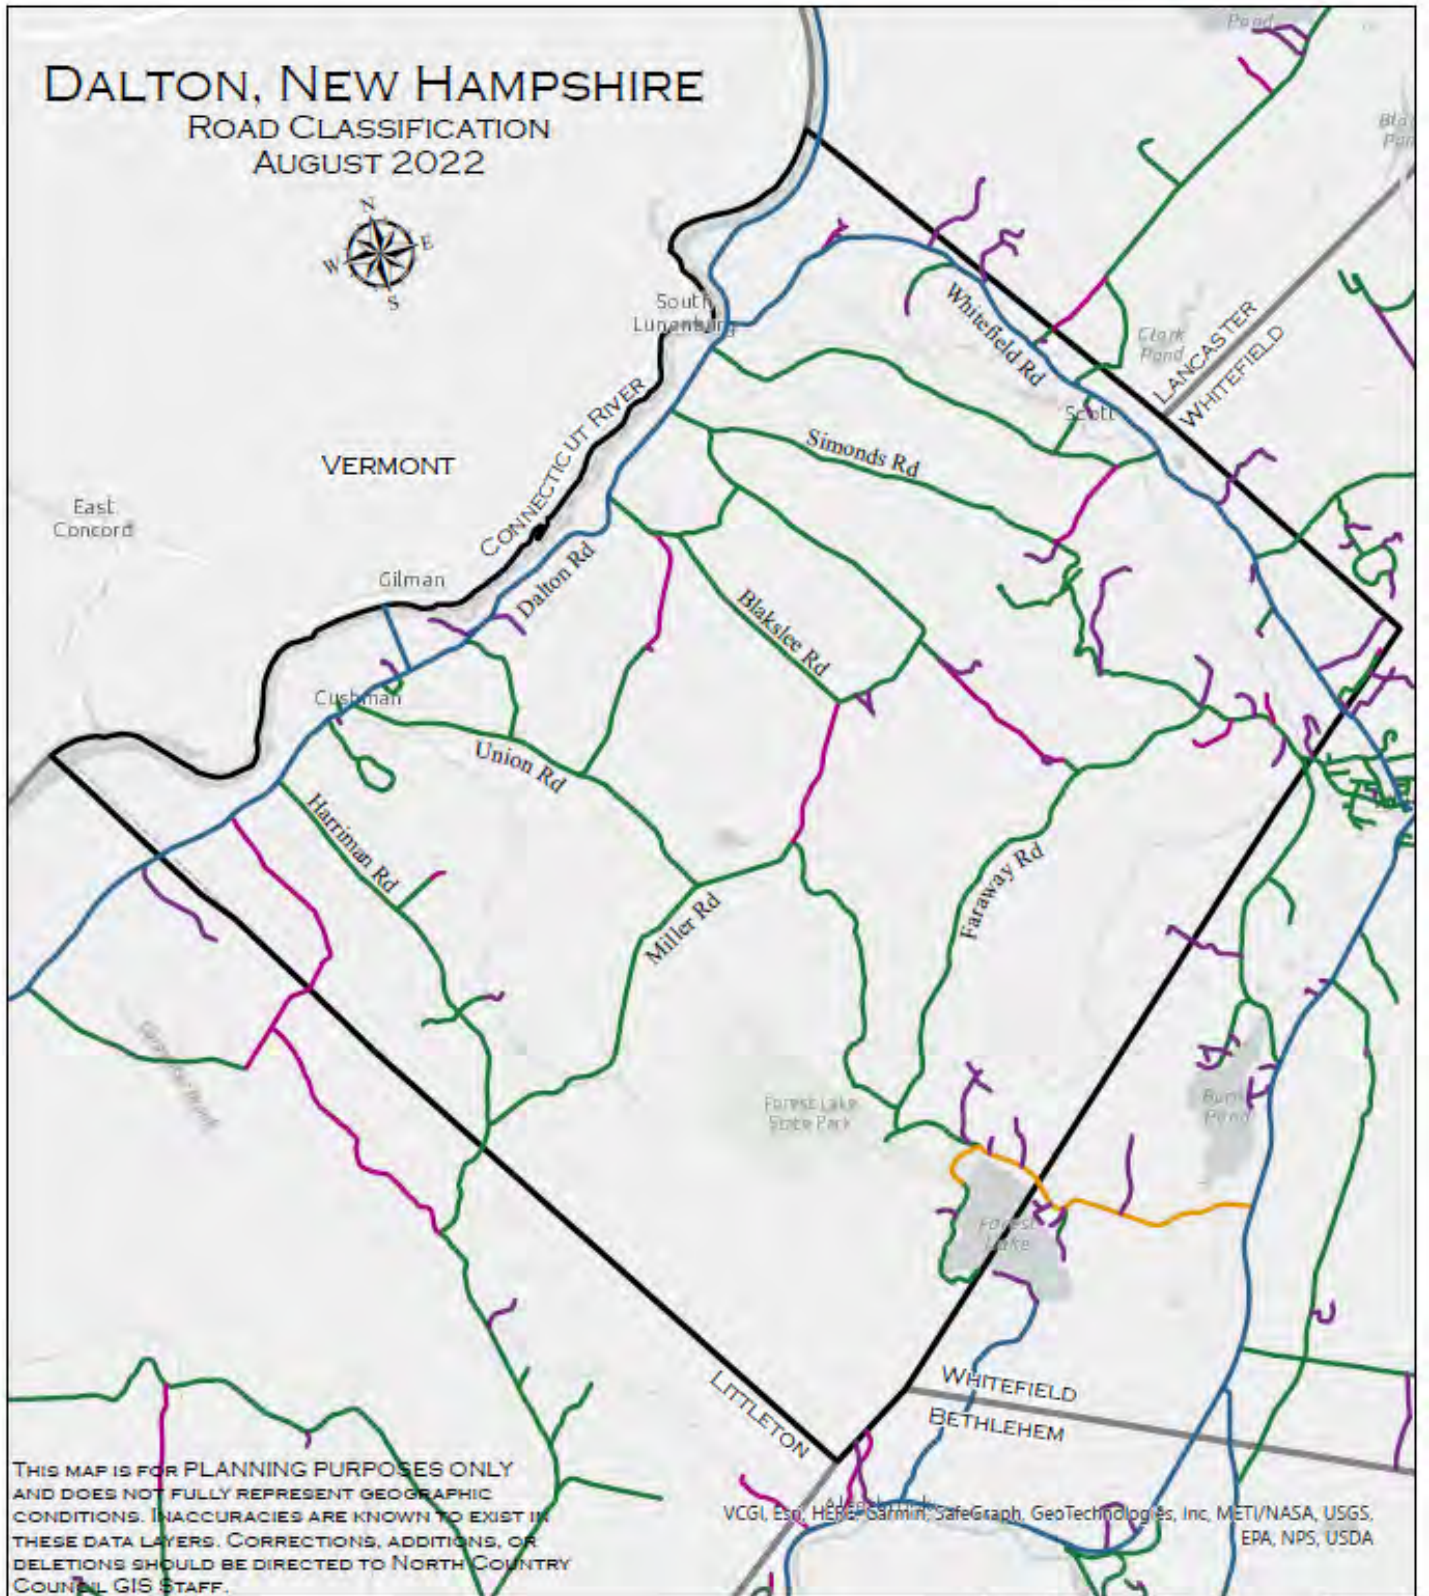 DALTON, NEW HAMPSHIRE
ROAD CLASSIFICATION
AUGUST 2022
N
E
W
S
Pond
Pon
South
Lunenburg
Whitefield Rd
Clark
Pond
LANCASTER
WHITEFIELD
Scott
CONNECTICUT RIVER
VERMONT
Simonds Rd
East
Concord
Gilman
Dalton Rd
Blakslee Rd
Cushman
Union Rd
Harriman Rd
Faraway Rd
Miller Rd
Forest Lake
State Park
Burns
Pond
Forest
Lake
LITTLETON
WHITEFIELD
BETHLEHEM
THIS MAP IS FOR PLANNING PURPOSES ONLY
AND DOES NOT FULLY REPRESENT GEOGRAPHIC
CONDITIONS. INACCURACIES ARE KNOWN TO EXIST IN
THESE DATA LAYERS. CORRECTIONS, ADDITIONS, OR
DELETIONS SHOULD BE DIRECTED TO NORTH COUNTRY
COUNCIL GIS STAFF.
VCGI, Esri, HERE, Garmin, SafeGraph, GeoTechnologies, Inc, METI/NASA, USGS,
EPA, NPS, USDA